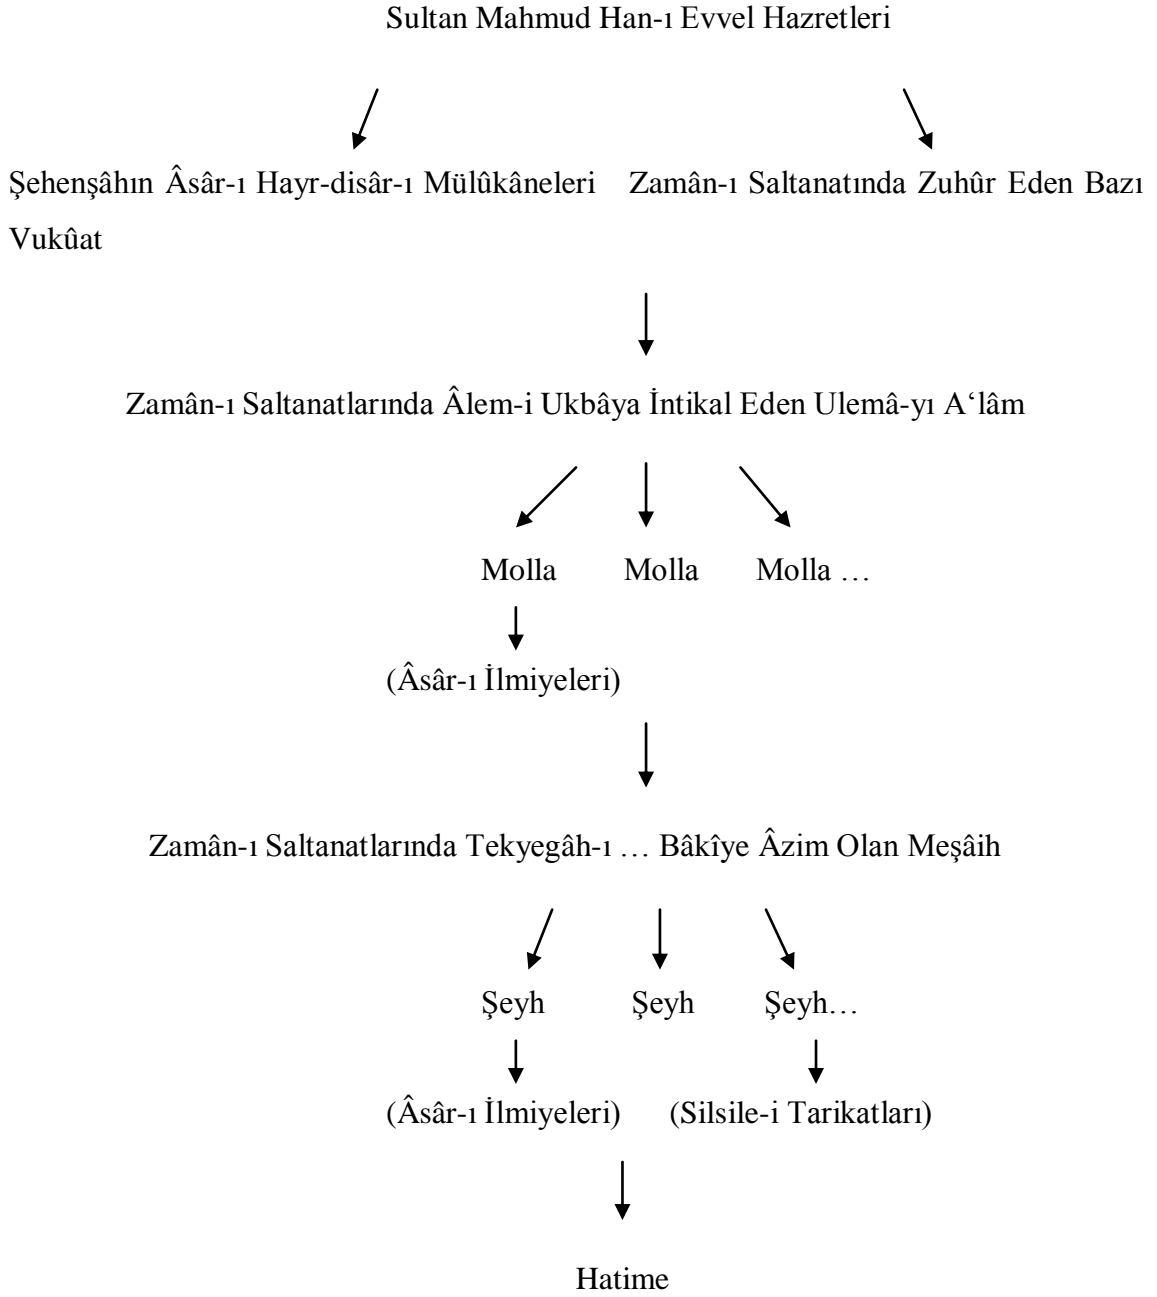 Sultan Mahmud Han-ı Evvel Hazretleri
Şehenşâhın Âsâr-ı Hayr-disâr-ı Mülûkâneleri Zamân-ı Saltanatında Zuhûr Eden Bazı
Vukûat
Zamân-ı Saltanatlarında Âlem-i Ukbâya İntikal Eden Ulemâ-yı A‘lâm
Molla Molla Molla …
(Âsâr-ı İlmiyeleri)
Zamân-ı Saltanatlarında Tekyegâh-ı … Bâkîye Âzim Olan Meşâih
Şeyh Şeyh Şeyh…
(Âsâr-ı İlmiyeleri) (Silsile-i Tarikatları)
Hatime